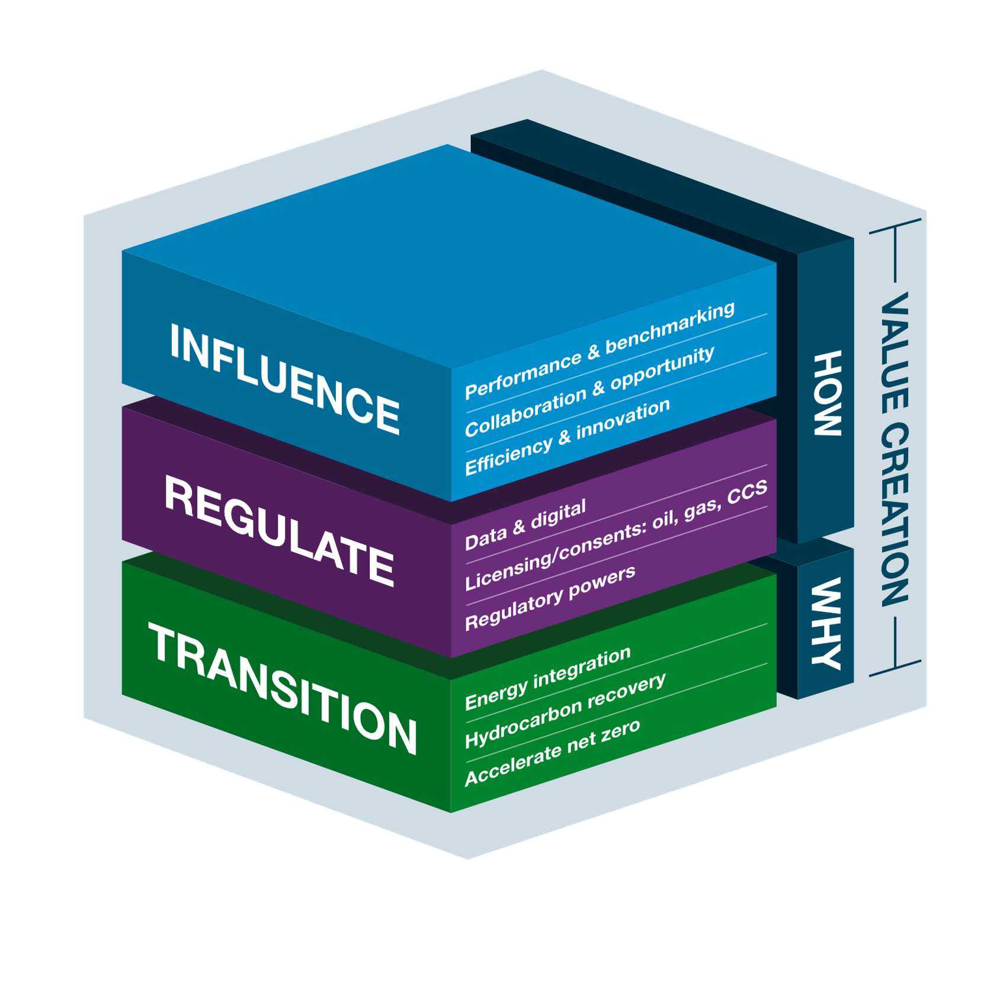 INFLUENCE
Performance & benchmarking
Collaboration & opportunity
Efficiency & innovation
REGULATE
Data & digital
Licensing/consents: oil, gas, CCS
Regulatory powers
TRANSITION
Energy integration
Hydrocarbon recovery
Accelerate net zero
HOW
WHY
VALUE CREATION